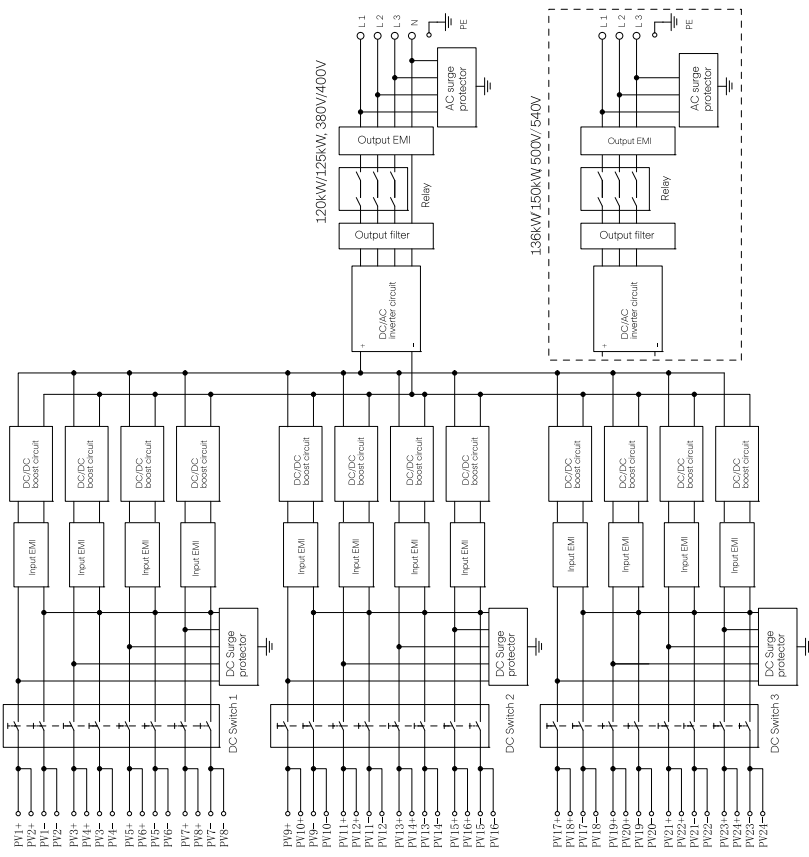 L 1
L 2
L 3
N
PE
AC surge
protector
120kW/125kW, 380V/400V
Output EMI
Relay
Output filter
DC/AC
inverter circuit
+
-
L 1
L 2
L 3
PE
AC surge
protector
136kW/150kW/500V/540V
Output EMI
Relay
Output filter
DC/AC
inverter circuit
+
-
DC/DC
boost circuit
DC/DC
boost circuit
DC/DC
boost circuit
DC/DC
boost circuit
DC/DC
boost circuit
DC/DC
boost circuit
DC/DC
boost circuit
DC/DC
boost circuit
DC/DC
boost circuit
DC/DC
boost circuit
DC/DC
boost circuit
DC/DC
boost circuit
Input EMI
Input EMI
Input EMI
Input EMI
Input EMI
Input EMI
Input EMI
Input EMI
Input EMI
Input EMI
Input EMI
Input EMI
DC Surge
protector
DC Surge
protector
DC Surge
protector
DC Switch 1
DC Switch 2
DC Switch 3
PV1+
PV2+
PV1-
PV2-
PV3+
PV4+
PV3-
PV4-
PV5+
PV6+
PV5-
PV6-
PV7+
PV8+
PV7-
PV8-
PV9+
PV10+
PV9-
PV10-
PV11+
PV12+
PV11-
PV12-
PV13+
PV14+
PV13-
PV14-
PV15+
PV16+
PV15-
PV16-
PV17+
PV18+
PV17-
PV18-
PV19+
PV20+
PV19-
PV20-
PV21+
PV22+
PV21-
PV22-
PV23+
PV24+
PV23-
PV24-